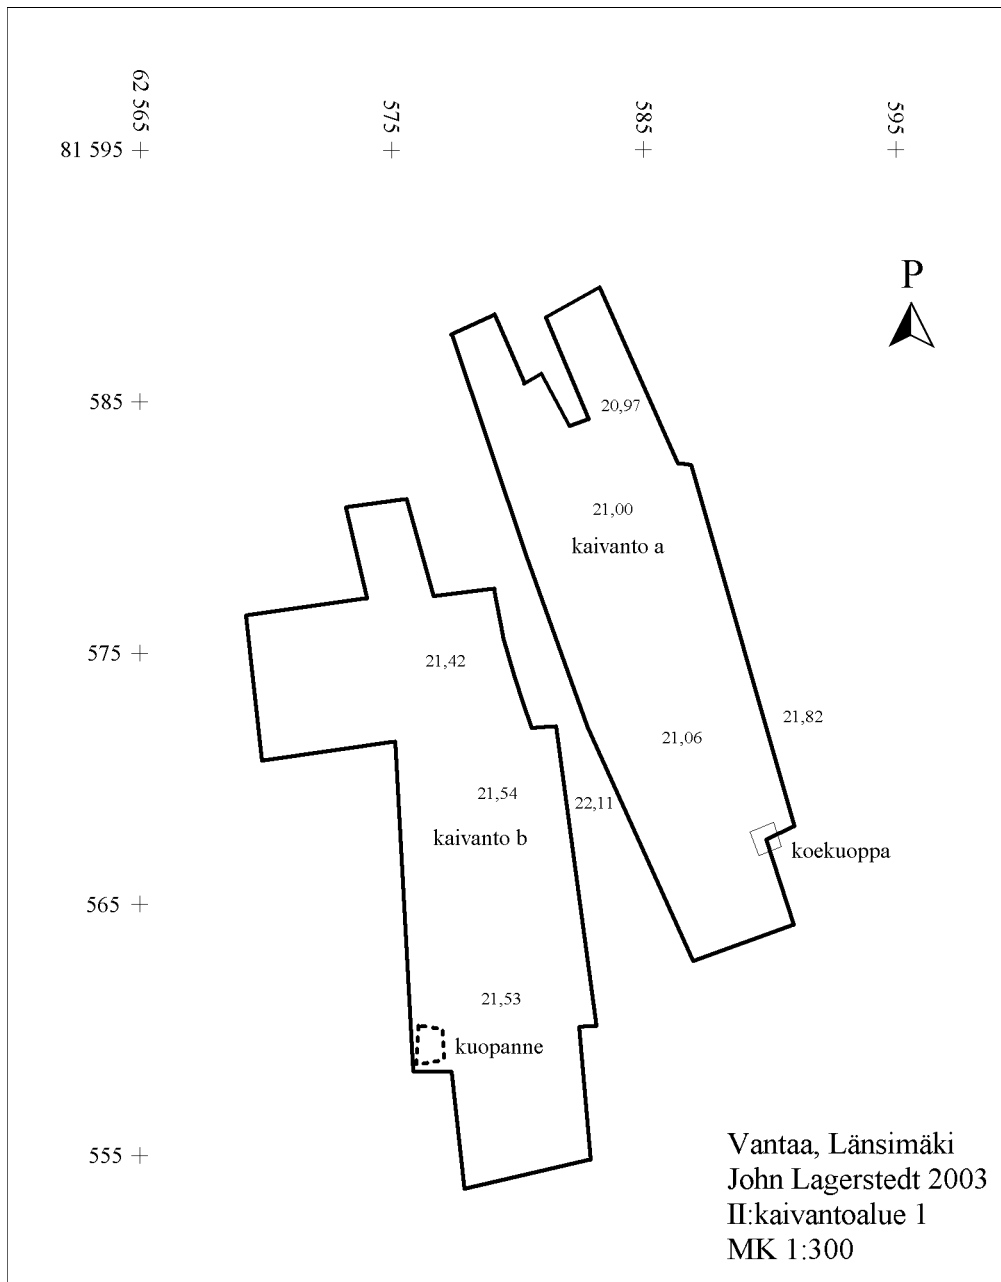 62 565
575
585
595
81 595
P
585
20,97
21,00
kaivanto a
575
21,42
21,82
21,06
21,54
22,11
kaivanto b
koekuoppa
565
21,53
kuopanne
555
Vantaa, Länsimäki
John Lagerstedt 2003
II:kaivantoalue 1
MK 1:300